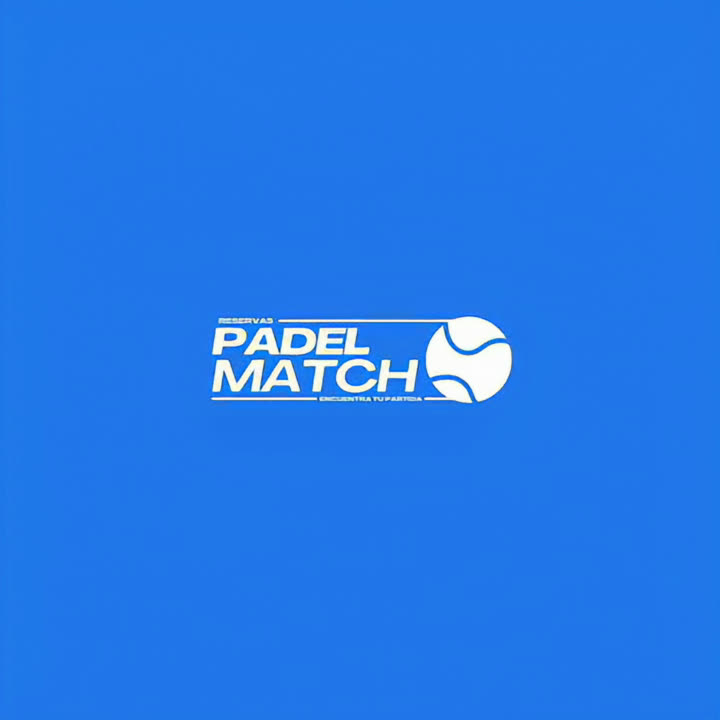 RESERVAS
PADEL
MATCH
ENCUENTRA TU PARTIDA